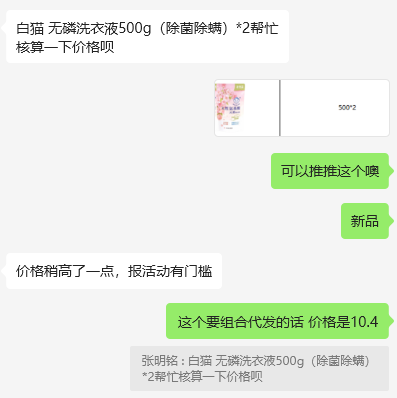 白猫 无磷洗衣液500g（除菌除螨）*2帮忙
核算一下价格呗
500*2
可以推推这个噢
新品
价格稍高了一点，报活动有门槛
这个要组合代发的话 价格是10.4
张明铭 : 白猫 无磷洗衣液500g（除菌除螨）
*2帮忙核算一下价格呗